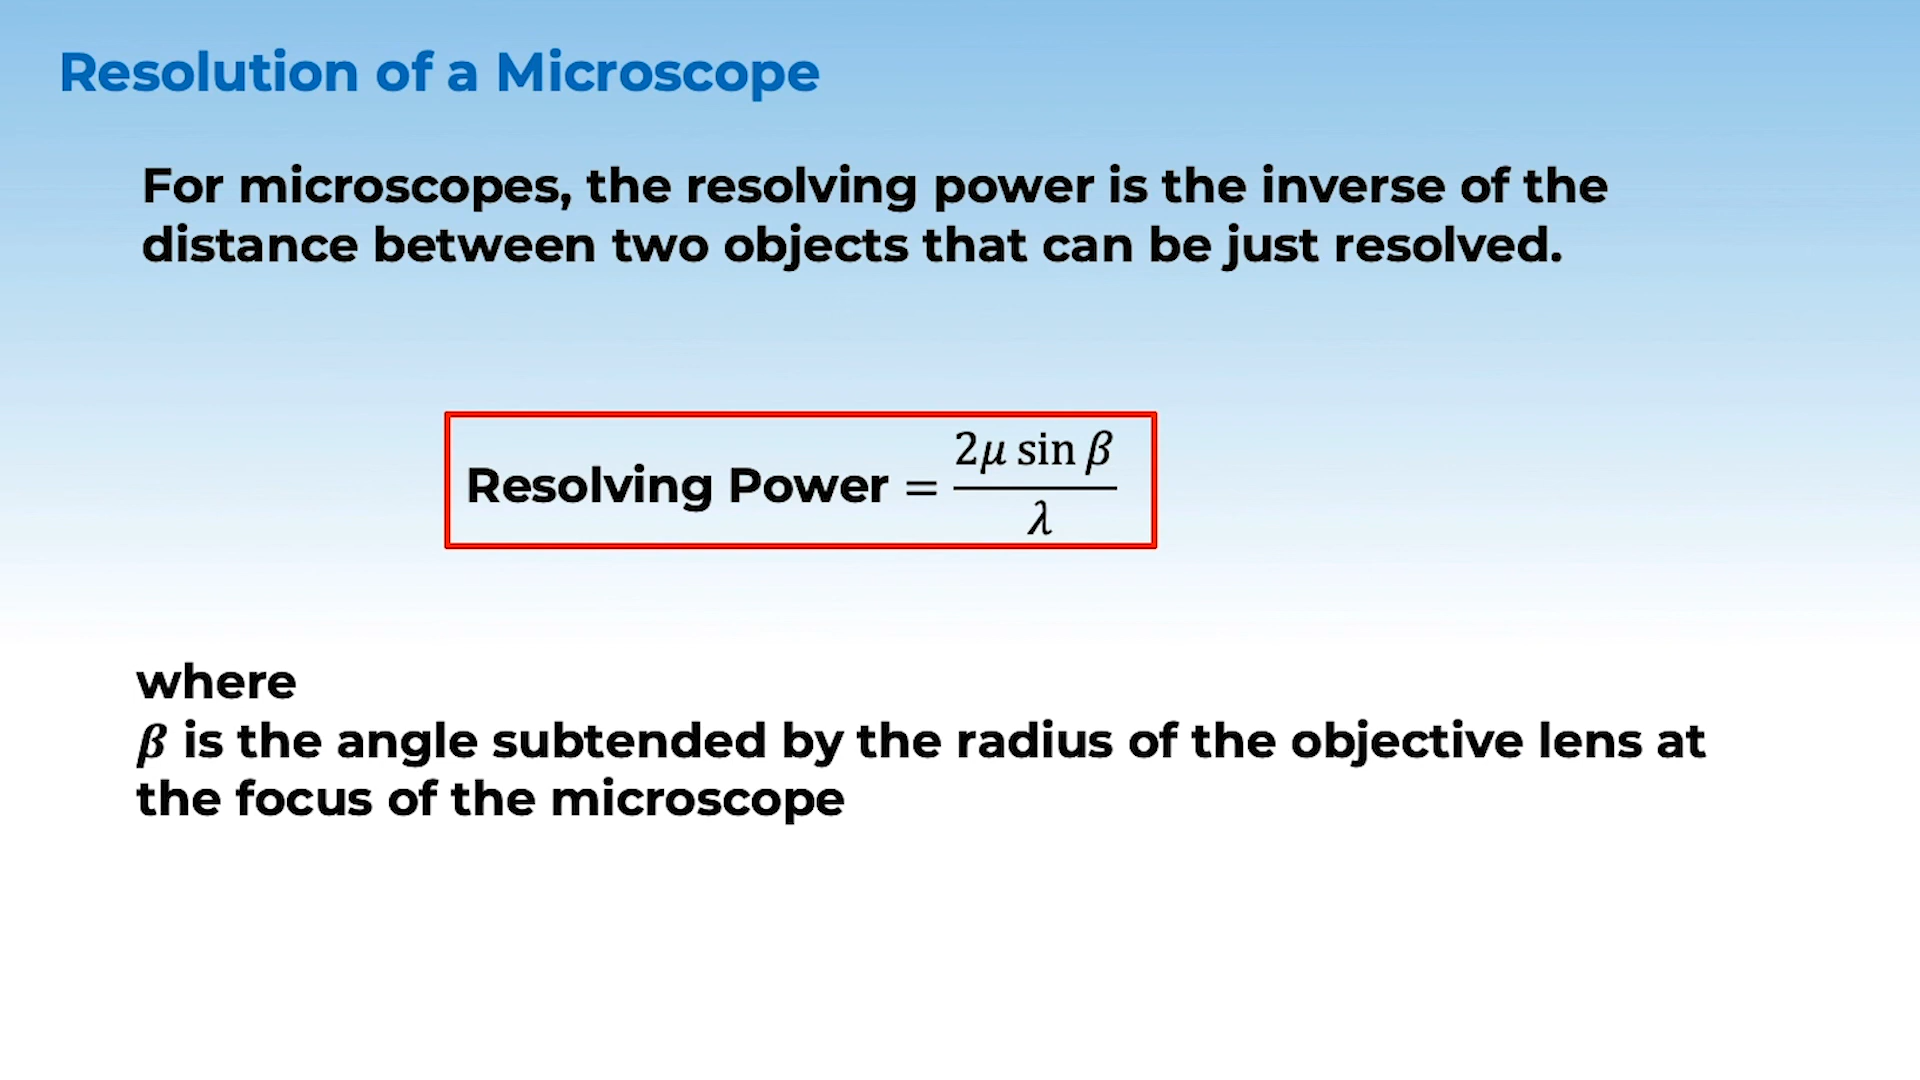 Resolution of a Microscope
For microscopes, the resolving power is the inverse of the
distance between two objects that can be just resolved.
Resolving Power = 2μ sin β / λ
where
β is the angle subtended by the radius of the objective lens at
the focus of the microscope